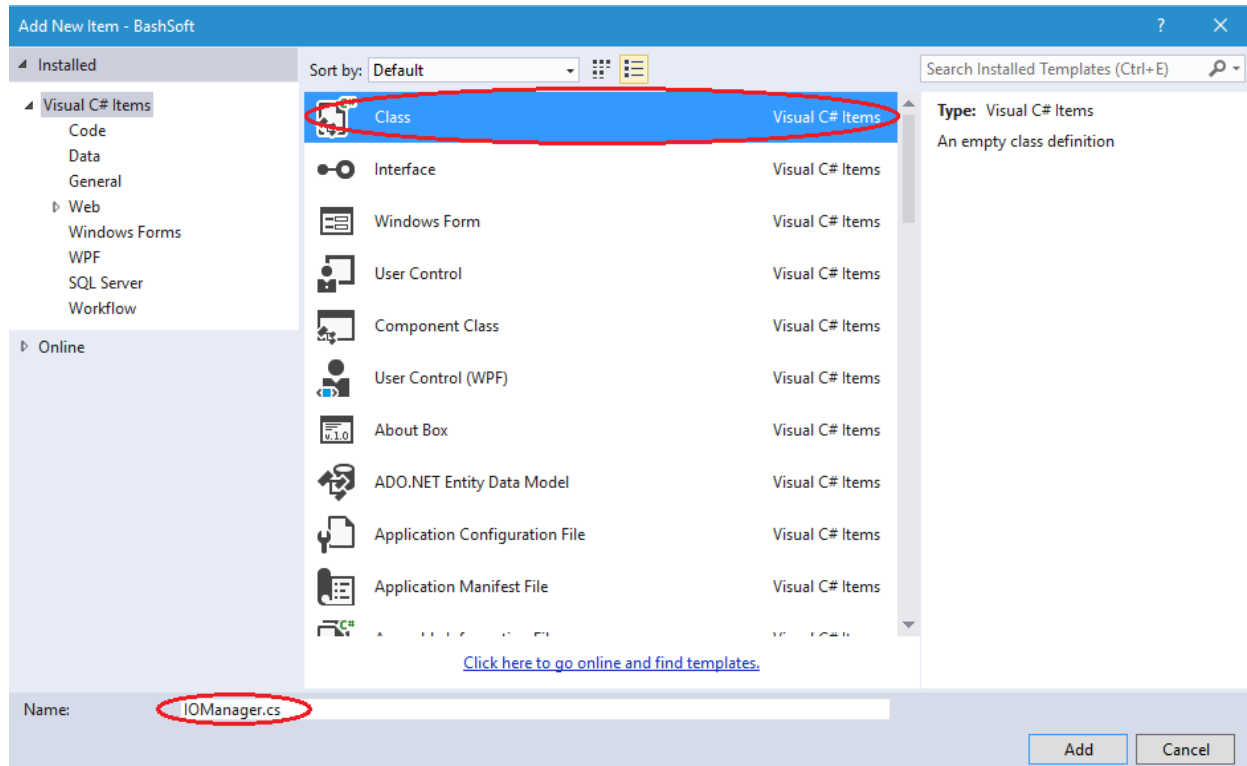 Add New Item - BashSoft
?
Installed
Sort by: Default
Search Installed Templates (Ctrl+E)
Visual C# Items
Code
Data
General
Web
Windows Forms
WPF
SQL Server
Workflow
Online
C#
Class Visual C# Items
Interface Visual C# Items
Windows Form Visual C# Items
User Control Visual C# Items
Component Class Visual C# Items
User Control (WPF) Visual C# Items
v.1.0
About Box Visual C# Items
ADO.NET Entity Data Model Visual C# Items
Application Configuration File Visual C# Items
Application Manifest File Visual C# Items
C#
Click here to go online and find templates.
Type: Visual C# Items
An empty class definition
Name: IOManager.cs
Add Cancel